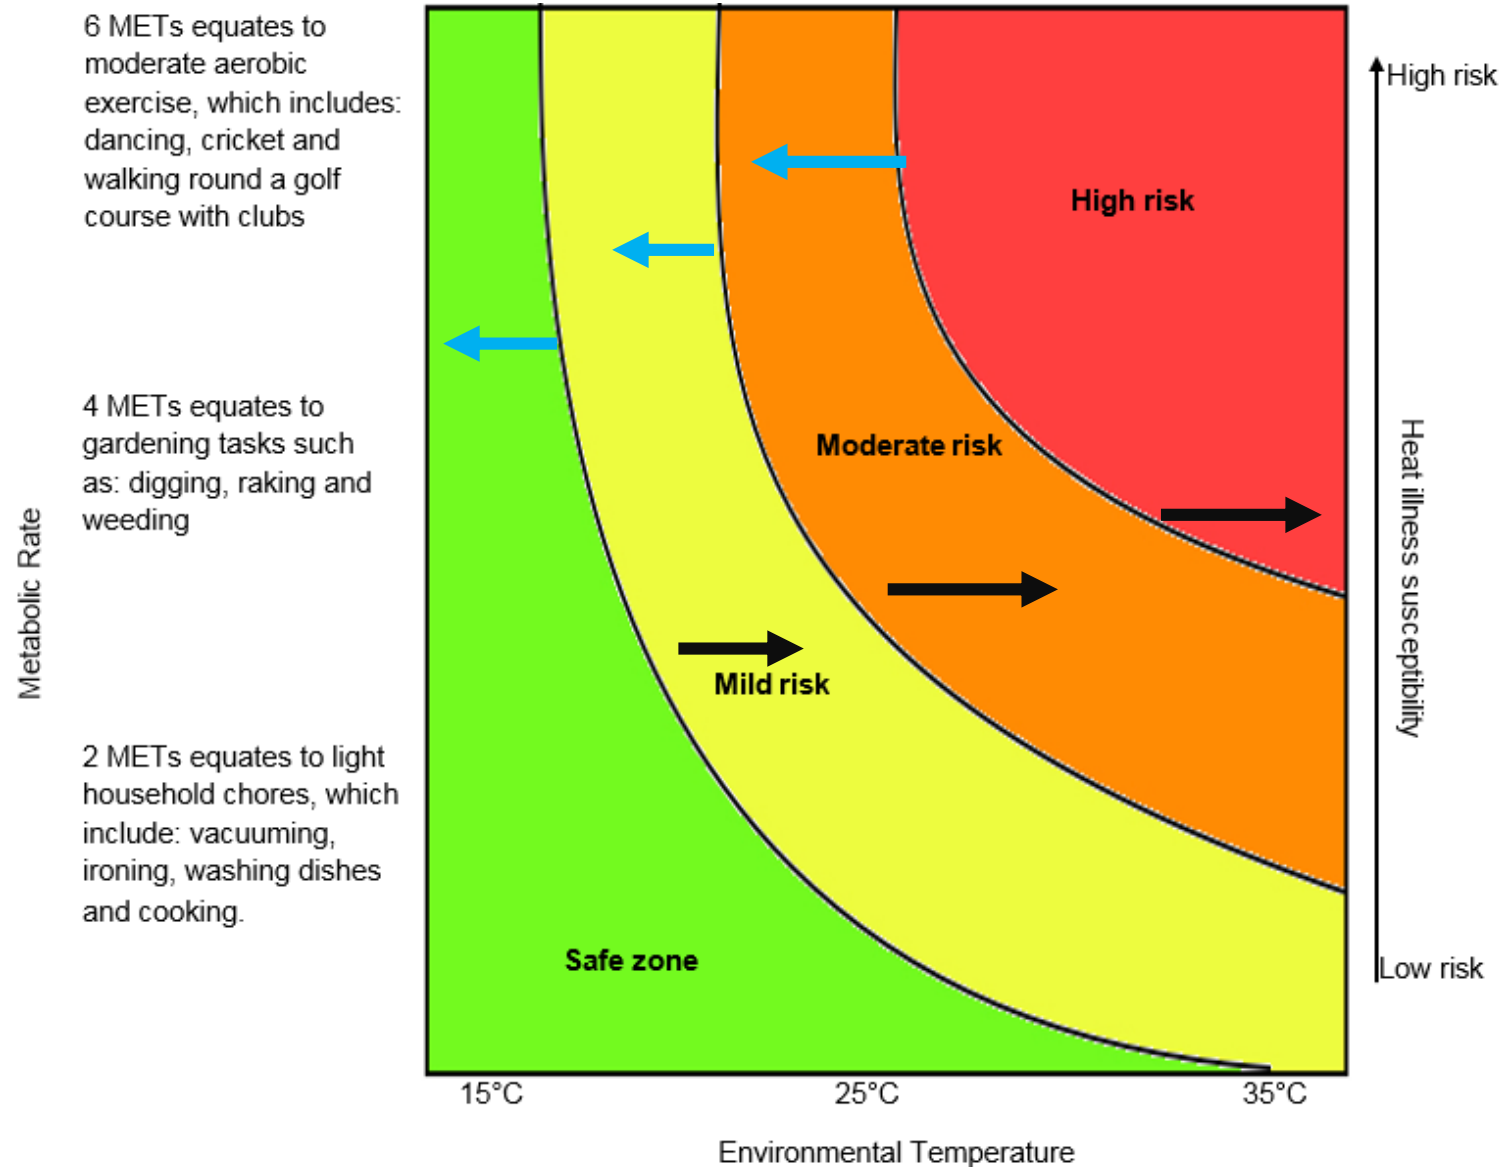 6 METs equates to
moderate aerobic
exercise, which includes:
dancing, cricket and
walking round a golf
course with clubs
4 METs equates to
gardening tasks such
as: digging, raking and
weeding
2 METs equates to light
household chores, which
include: vacuuming,
ironing, washing dishes
and cooking.
Metabolic Rate
High risk
Moderate risk
Mild risk
Safe zone
High risk
Heat illness susceptibility
Low risk
15°C
25°C
35°C
Environmental Temperature